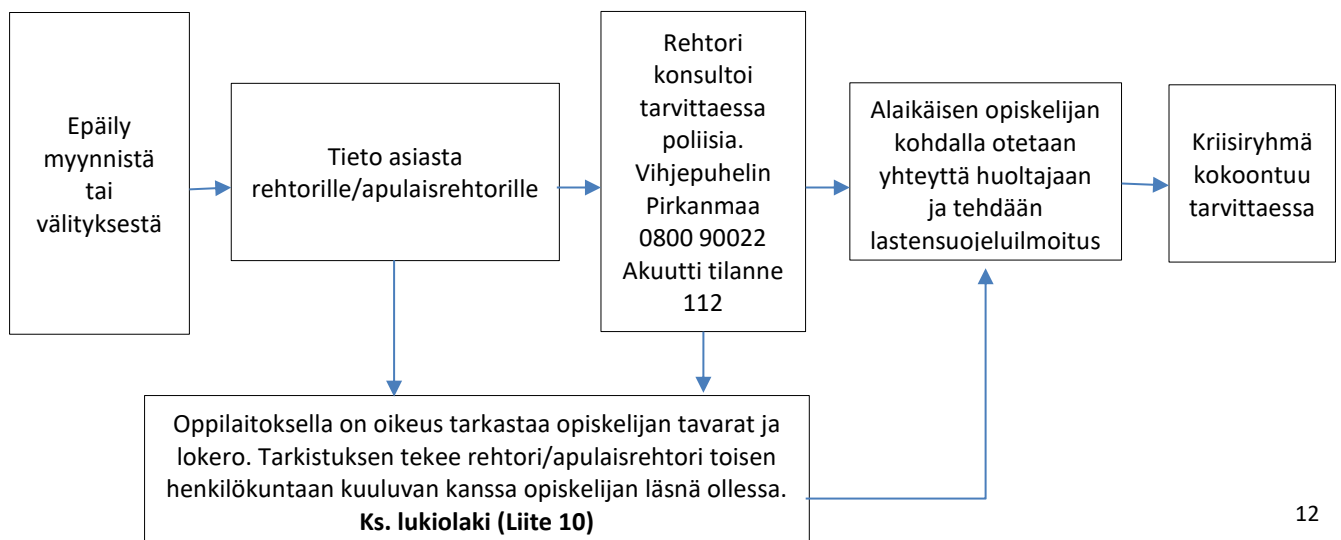 Epäily
myynnistä
tai
välityksestä
Tieto asiasta
rehtorille/apulaisrehtorille
Rehtori
konsultoi
tarvittaessa
poliisia.
Vihjepuhelin
Pirkanmaa
0800 90022
Akuutti tilanne
112
Alaikäisen opiskelijan
kohdalla otetaan
yhteyttä huoltajaan
ja tehdään
lastensuojeluilmoitus
Kriisiryhmä
kokoontuu
tarvittaessa
Oppilaitoksella on oikeus tarkastaa opiskelijan tavarat ja
lokero. Tarkistuksen tekee rehtori/apulaisrehtori toisen
henkilökuntaan kuuluvan kanssa opiskelijan läsnä ollessa.
Ks. lukiolaki (Liite 10)
12